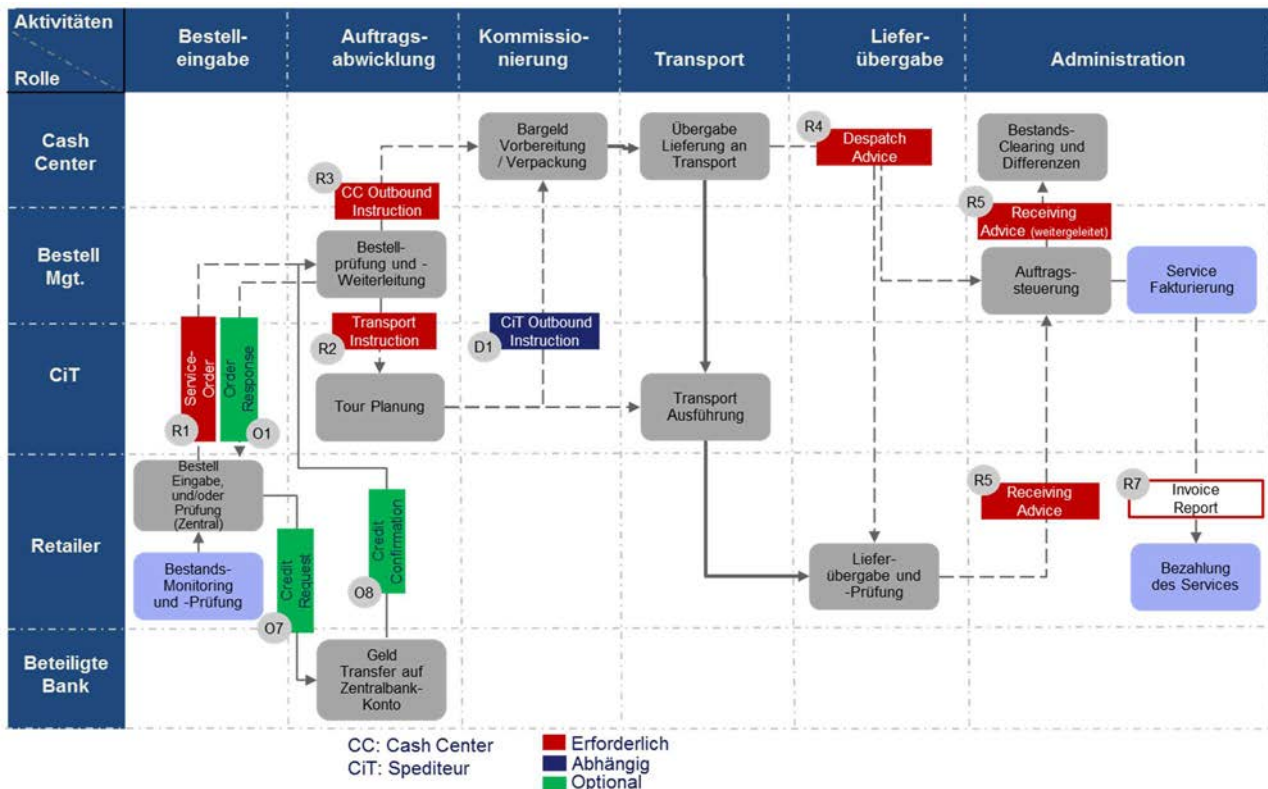 Aktivitäten
Rolle
Bestell-
eingabe
Auftrags-
abwicklung
Kommissio-
nierung
Transport
Liefer-
übergabe
Administration
Cash
Center
Bargeld
Vorbereitung
/ Verpackung
Übergabe
Lieferung an
Transport
R4
Despatch
Advice
Bestands-
Clearing und
Differenzen
R3
CC Outbound
Instruction
R5
Receiving
Advice (weitergeleitet)
Bestell
Mgt.
Bestell-
prüfung und -
Weiterleitung
Auftrags-
steuerung
Service
Fakturierung
CiT
Service-
Order
R1
Order
Response
O1
Transport
Instruction
R2
CiT Outbound
Instruction
D1
Tour Planung
Transport
Ausführung
Retailer
Bestell
Eingabe,
und/oder
Prüfung
(Zentral)
Bestands-
Monitoring
und -Prüfung
Credit
Request
O7
Credit
Confirmation
O8
Liefer-
übergabe und
-Prüfung
R5
Receiving
Advice
R7
Invoice
Report
Bezahlung
des Services
Beteiligte
Bank
Geld
Transfer auf
Zentralbank-
Konto
CC: Cash Center
CiT: Spediteur
Erforderlich
Abhängig
Optional